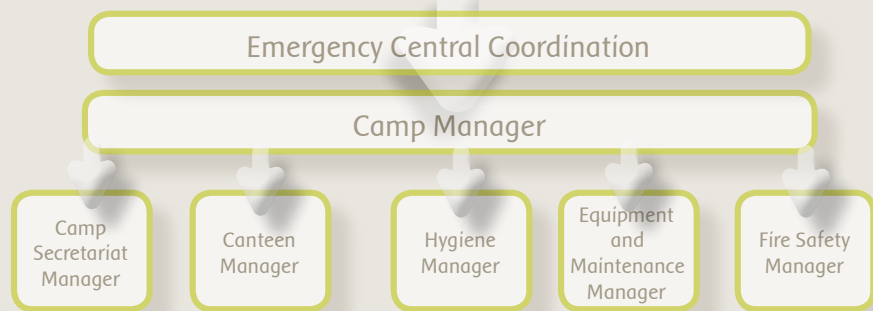 Emergency Central Coordination
Camp Manager
Camp
Secretariat
Manager
Canteen
Manager
Hygiene
Manager
Equipment
and
Maintenance
Manager
Fire Safety
Manager